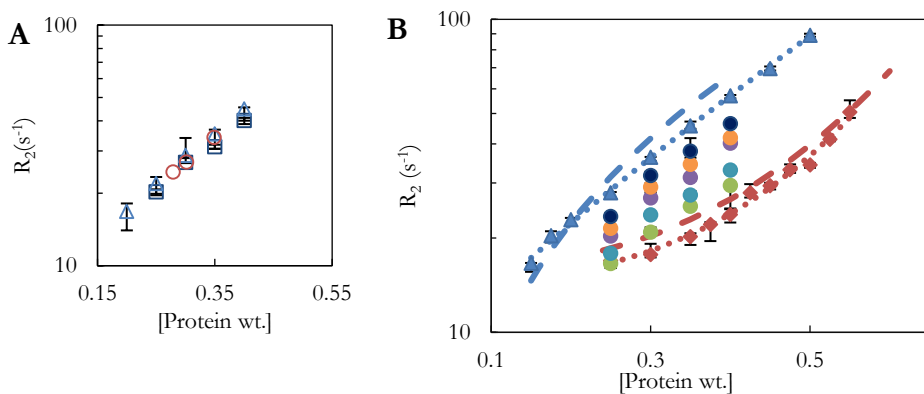 A
100
R₂(s⁻¹)
10
0.15
0.35
0.55
[Protein wt.]
B
100
R₂ (s⁻¹)
10
0.1
0.3
0.5
[Protein wt.]